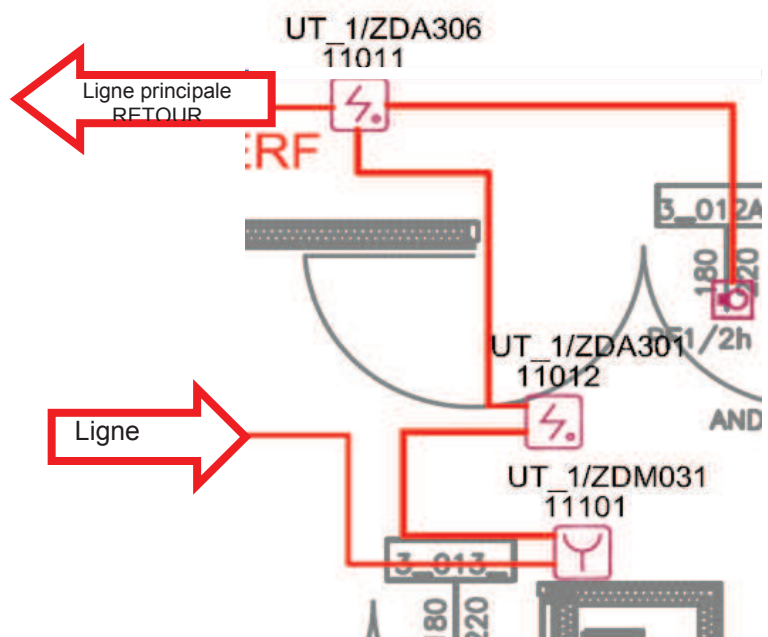 UT_1/ZDA306
11011
Ligne principale
RETOUR
ERF
3_012A
180
220
RF1/2h
UT_1/ZDA301
11012
AND
Ligne
UT_1/ZDM031
11101
3_013_
180
220